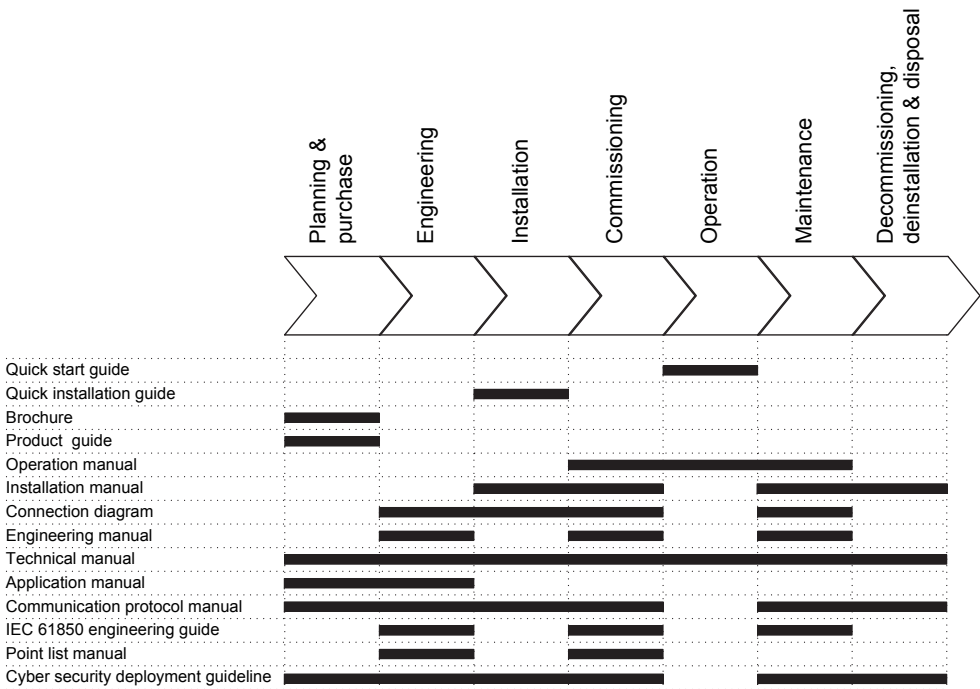 Planning &
purchase
Engineering
Installation
Commissioning
Operation
Maintenance
Decommissioning,
deinstallation & disposal
Quick start guide
Quick installation guide
Brochure
Product guide
Operation manual
Installation manual
Connection diagram
Engineering manual
Technical manual
Application manual
Communication protocol manual
IEC 61850 engineering guide
Point list manual
Cyber security deployment guideline